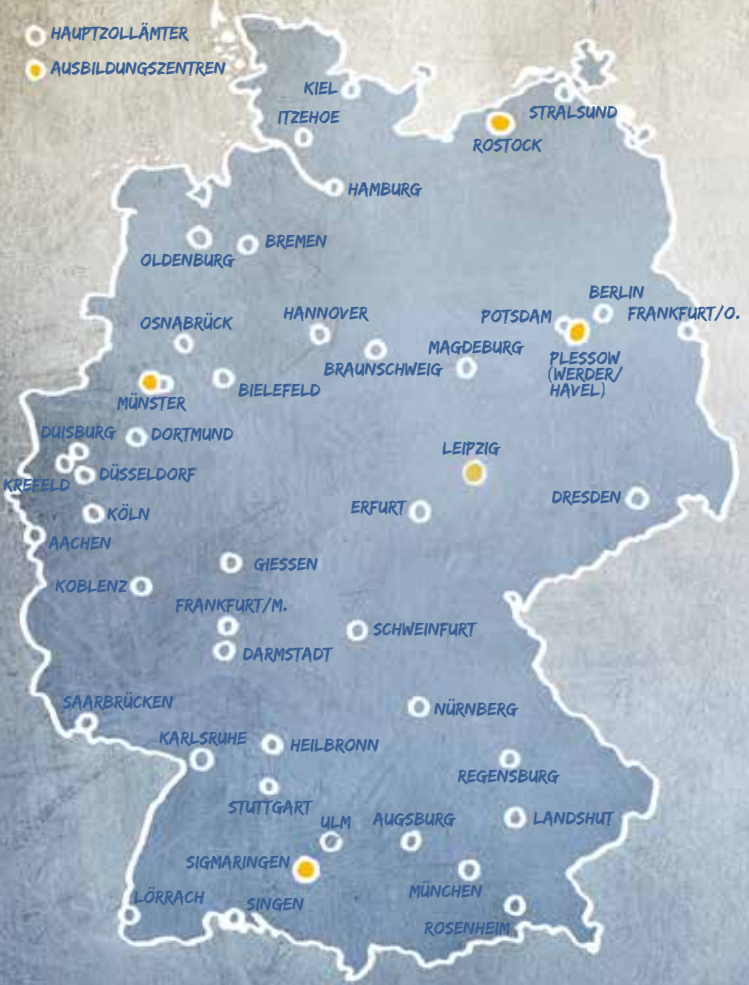 HAUPTZOLLÄMTER
AUSBILDUNGSZENTREN
KIEL
ITZEHOE
STRALSUND
ROSTOCK
HAMBURG
OLDENBURG
BREMEN
BERLIN
OSNABRÜCK
HANNOVER
POTSDAM
FRANKFURT/O.
BRAUNSCHWEIG
MAGDEBURG
PLESSOW
(WERDER/
HAVEL)
BIELEFELD
MÜNSTER
DUISBURG
DORTMUND
LEIPZIG
KREFELD
DÜSSELDORF
KÖLN
ERFURT
DRESDEN
AACHEN
GIESSEN
KOBLENZ
FRANKFURT/M.
SCHWEINFURT
DARMSTADT
SAARBRÜCKEN
NÜRNBERG
KARLSRUHE
HEILBRONN
REGENSBURG
STUTTGART
ULM
AUGSBURG
LANDSHUT
SIGMARINGEN
MÜNCHEN
LÖRRACH
SINGEN
ROSENHEIM